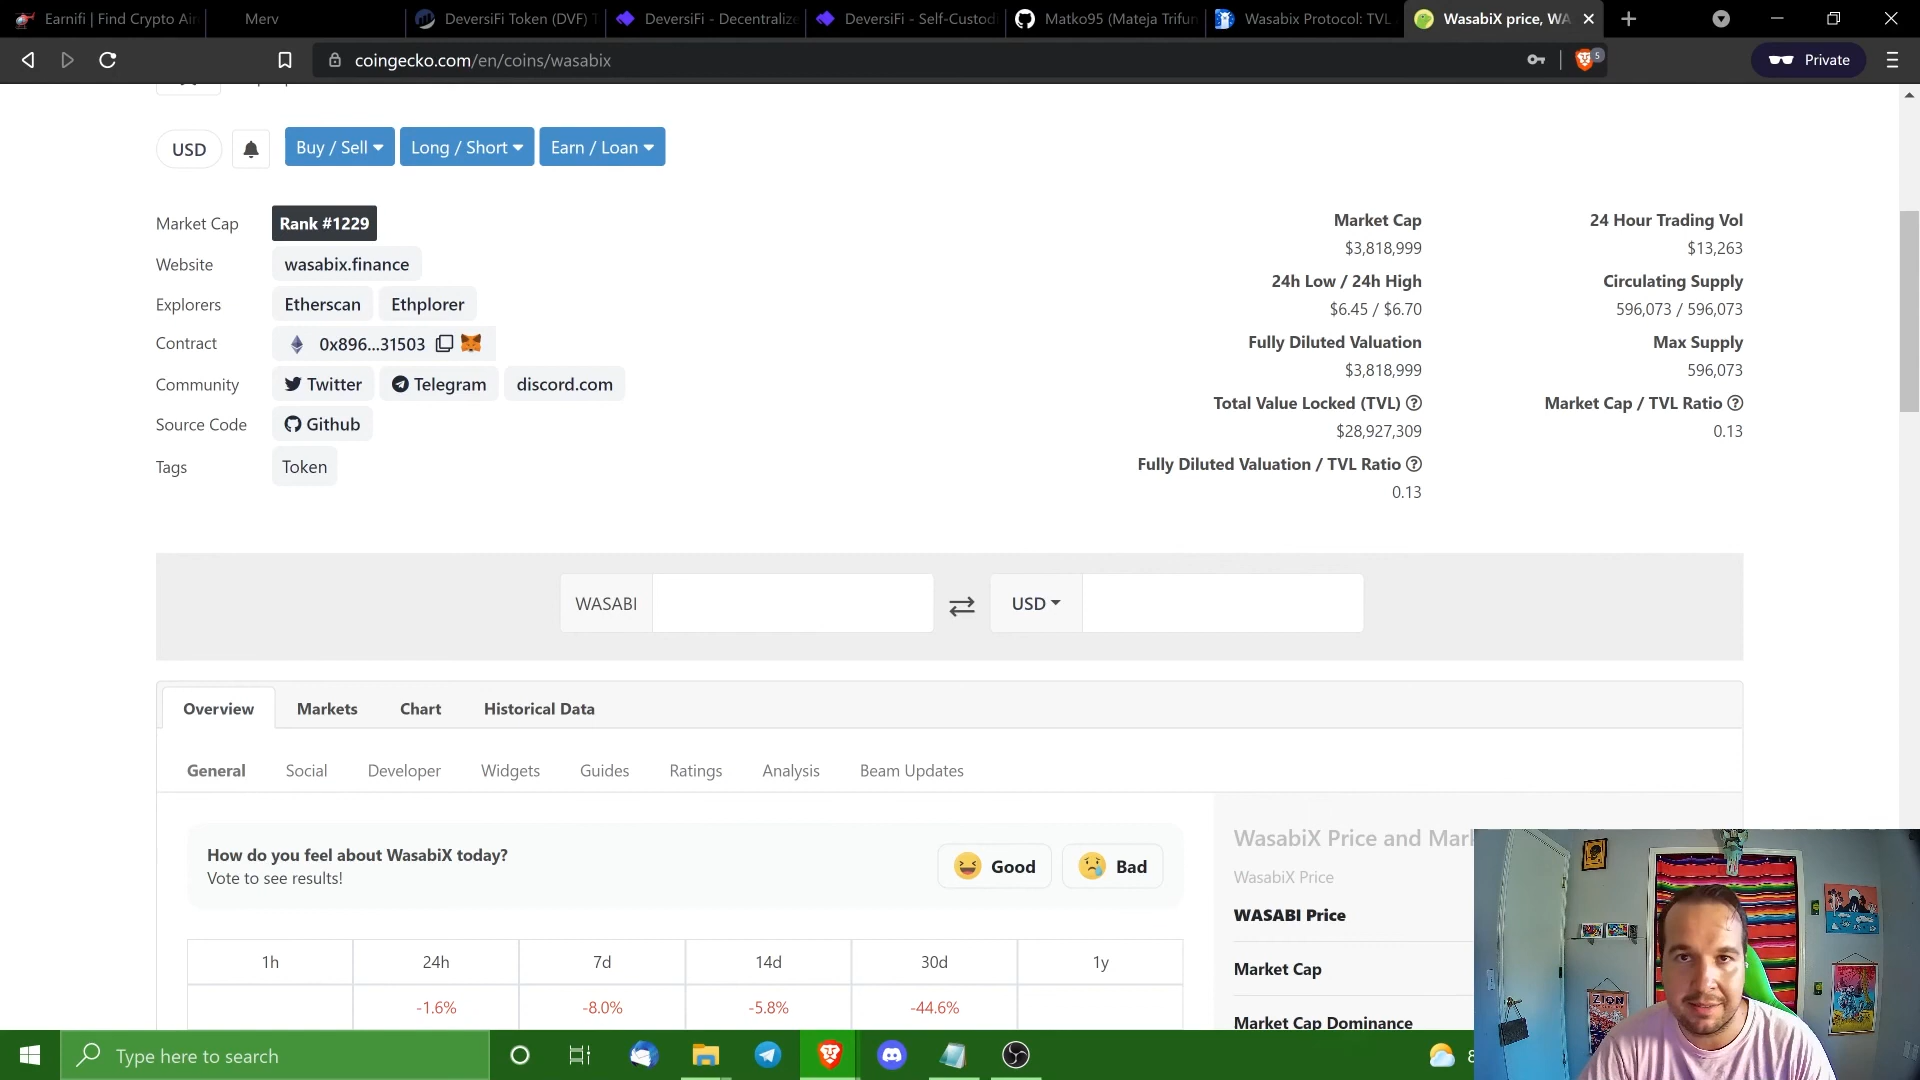 Earnifi | Find Crypto Air
Merv
DeversiFi Token (DVF) T
DeversiFi - Decentralize
DeversiFi - Self-Custodi
Matko95 (Mateja Trifun
Wasabix Protocol: TVL
WasabiX price, WA
coingecko.com/en/coins/wasabix
5
Private
USD
Buy / Sell
Long / Short
Earn / Loan
Market Cap
Rank #1229
Website
wasabix.finance
Explorers
Etherscan
Ethplorer
Contract
0x896...31503
Community
Twitter
Telegram
discord.com
Source Code
Github
Tags
Token
Market Cap
$3,818,999
24 Hour Trading Vol
$13,263
24h Low / 24h High
$6.45 / $6.70
Circulating Supply
596,073 / 596,073
Fully Diluted Valuation
$3,818,999
Max Supply
596,073
Total Value Locked (TVL)
$28,927,309
Market Cap / TVL Ratio
0.13
Fully Diluted Valuation / TVL Ratio
0.13
WASABI
USD
Overview
Markets
Chart
Historical Data
General
Social
Developer
Widgets
Guides
Ratings
Analysis
Beam Updates
How do you feel about WasabiX today?
Vote to see results!
Good
Bad
WasabiX Price and Mar
WasabiX Price
WASABI Price
Market Cap
Market Cap Dominance
1h 24h 7d 14d 30d 1y
-1.6% -8.0% -5.8% -44.6%
ZION
Type here to search
8